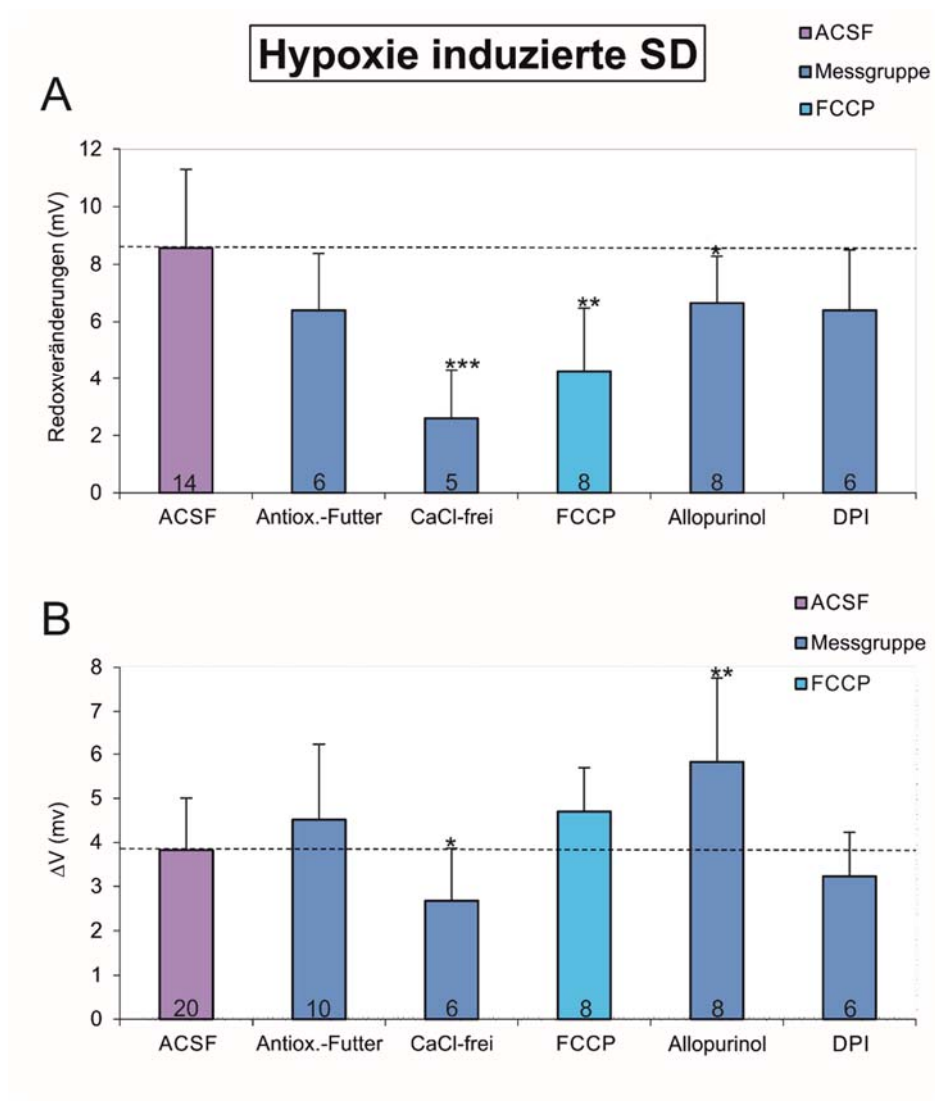 Hypoxie induzierte SD
ACSF
Messgruppe
FCCP
A
Redoxveränderungen (mV)
12
10
8
6
4
2
0
***
**
*
14
6
5
8
8
6
ACSF
Antiox.-Futter
CaCl-frei
FCCP
Allopurinol
DPI
B
ACSF
Messgruppe
FCCP
ΔV (mv)
8
7
6
5
4
3
2
1
0
*
**
20
10
6
8
8
6
ACSF
Antiox.-Futter
CaCl-frei
FCCP
Allopurinol
DPI